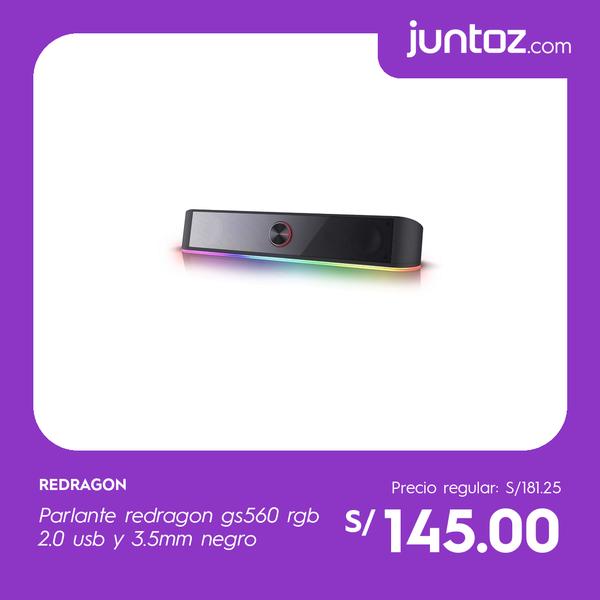 juntoz.com
REDRAGON
Parlante redragon gs560 rgb
2.0 usb y 3.5mm negro
Precio regular: S/181.25
S/145.00